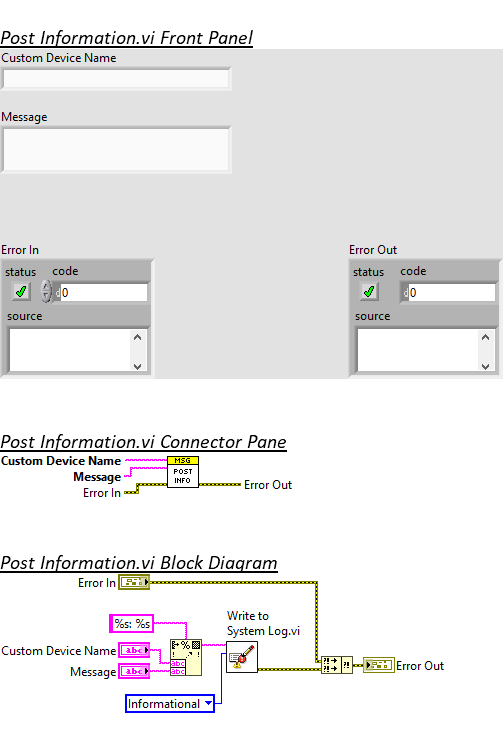 Post Information.vi Front Panel
Custom Device Name
Message
Error In
Error Out
status code
status code
0
0
source
source
Post Information.vi Connector Pane
Custom Device Name
MSG
Message
POST
INFO
Error In
Error Out
Post Information.vi Block Diagram
Error In
%s: %s
Write to
System Log.vi
Custom Device Name
abc
Message
abc
abc
abc
Error Out
Informational